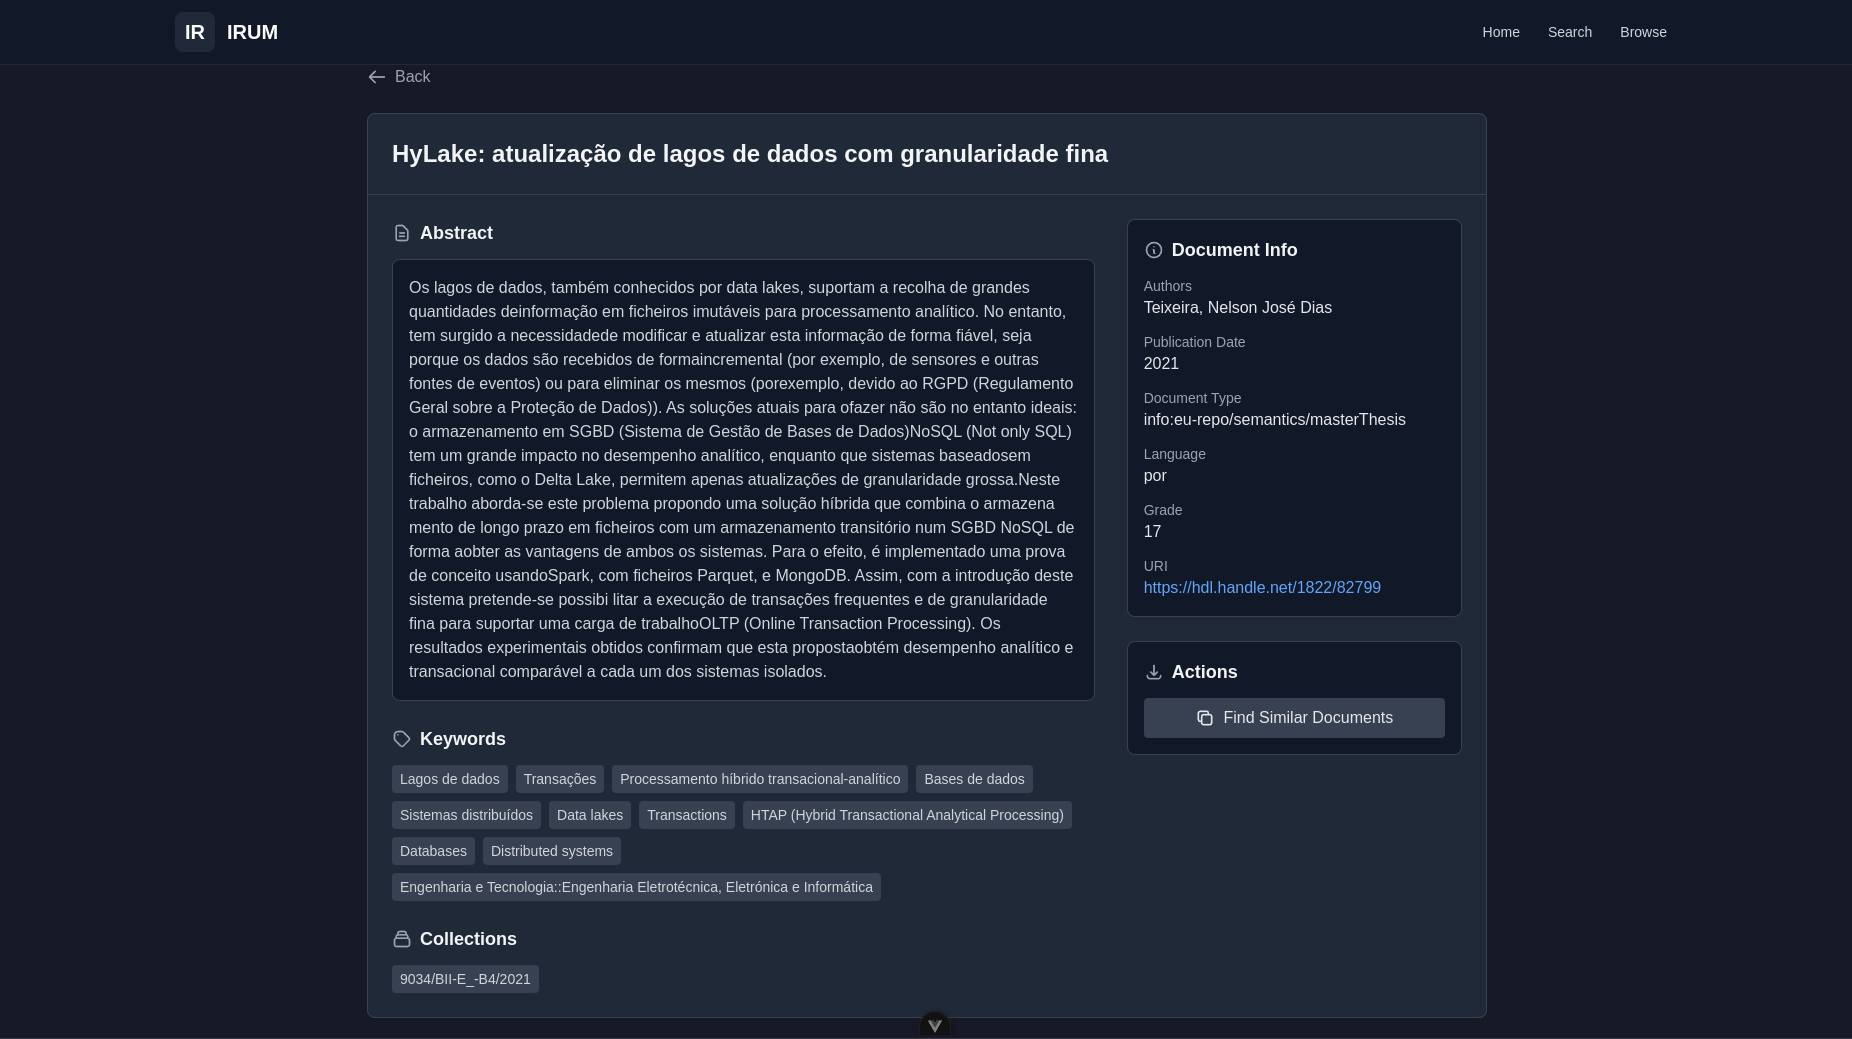 IR IRUM
Home Search Browse
Back
HyLake: atualização de lagos de dados com granularidade fina
Abstract
Os lagos de dados, também conhecidos por data lakes, suportam a recolha de grandes
quantidades deinformação em ficheiros imutáveis para processamento analítico. No entanto,
tem surgido a necessidadede modificar e atualizar esta informação de forma fiável, seja
porque os dados são recebidos de formaincremental (por exemplo, de sensores e outras
fontes de eventos) ou para eliminar os mesmos (porexemplo, devido ao RGPD (Regulamento
Geral sobre a Proteção de Dados)). As soluções atuais para ofazer não são no entanto ideais:
o armazenamento em SGBD (Sistema de Gestão de Bases de Dados)NoSQL (Not only SQL)
tem um grande impacto no desempenho analítico, enquanto que sistemas baseadosem
ficheiros, como o Delta Lake, permitem apenas atualizações de granularidade grossa.Neste
trabalho aborda-se este problema propondo uma solução híbrida que combina o armazena
mento de longo prazo em ficheiros com um armazenamento transitório num SGBD NoSQL de
forma aobter as vantagens de ambos os sistemas. Para o efeito, é implementado uma prova
de conceito usandoSpark, com ficheiros Parquet, e MongoDB. Assim, com a introdução deste
sistema pretende-se possibi litar a execução de transações frequentes e de granularidade
fina para suportar uma carga de trabalhoOLTP (Online Transaction Processing). Os
resultados experimentais obtidos confirmam que esta propostaobtém desempenho analítico e
transacional comparável a cada um dos sistemas isolados.
Keywords
Lagos de dados Transações Processamento híbrido transacional-analítico Bases de dados
Sistemas distribuídos Data lakes Transactions HTAP (Hybrid Transactional Analytical Processing)
Databases Distributed systems
Engenharia e Tecnologia::Engenharia Eletrotécnica, Eletrónica e Informática
Collections
9034/BII-E_-B4/2021
Document Info
Authors
Teixeira, Nelson José Dias
Publication Date
2021
Document Type
info:eu-repo/semantics/masterThesis
Language
por
Grade
17
URI
https://hdl.handle.net/1822/82799
Actions
Find Similar Documents